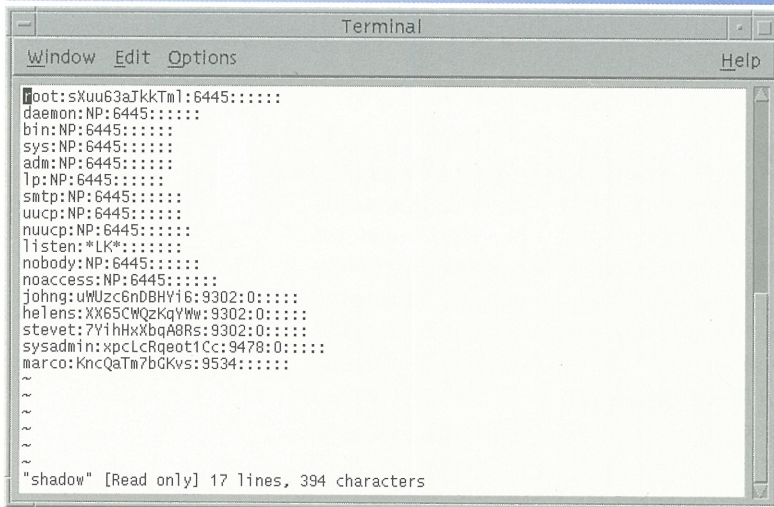 Terminal
Window Edit Options Help
root:sXuu63aJkkTml:6445::::::
daemon:NP:6445::::::
bin:NP:6445::::::
sys:NP:6445::::::
adm:NP:6445::::::
lp:NP:6445::::::
smtp:NP:6445::::::
uucp:NP:6445::::::
nuucp:NP:6445::::::
listen:*LK*:::::::
nobody:NP:6445::::::
noaccess:NP:6445::::::
johng:uWUzc6nDBHYi6:9302:0:::::
helens:XX65CWQzKqYWw:9302:0:::::
stevet:7YihHxXbqA8Rs:9302:0:::::
sysadmin:xpcLcRqeot1Cc:9478:0:::::
marco:KncQaTm7bGKvs:9534::::::
~
~
~
~
~
"shadow" [Read only] 17 lines, 394 characters